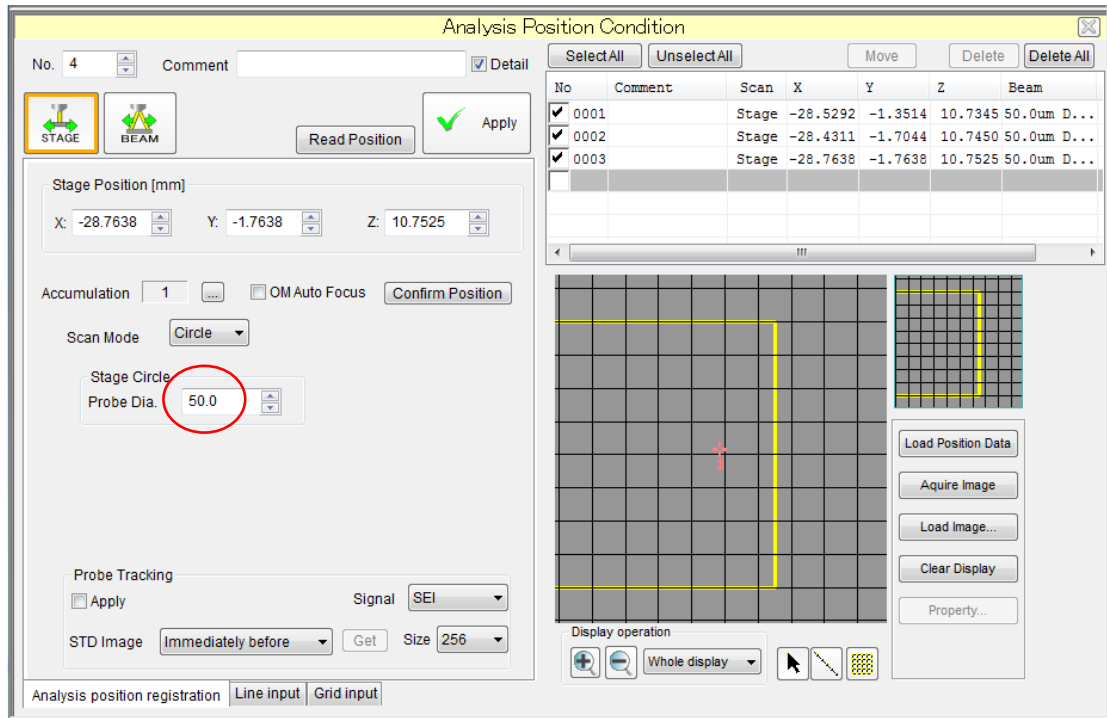 Analysis Position Condition
No. 4 Comment Detail
STAGE BEAM Read Position Apply
Stage Position [mm]
X: -28.7638 Y: -1.7638 Z: 10.7525
Accumulation 1 ... OM Auto Focus Confirm Position
Scan Mode Circle
Stage Circle
Probe Dia. 50.0
Probe Tracking
Apply Signal SEI
STD Image Immediately before Get Size 256
Analysis position registration Line input Grid input
Select All Unselect All Move Delete Delete All
No Comment Scan X Y Z Beam
0001 Stage -28.5292 -1.3514 10.7345 50.0um D...
0002 Stage -28.4311 -1.7044 10.7450 50.0um D...
0003 Stage -28.7638 -1.7638 10.7525 50.0um D...
Load Position Data
Aquire Image
Load Image...
Clear Display
Property...
Display operation
Whole display